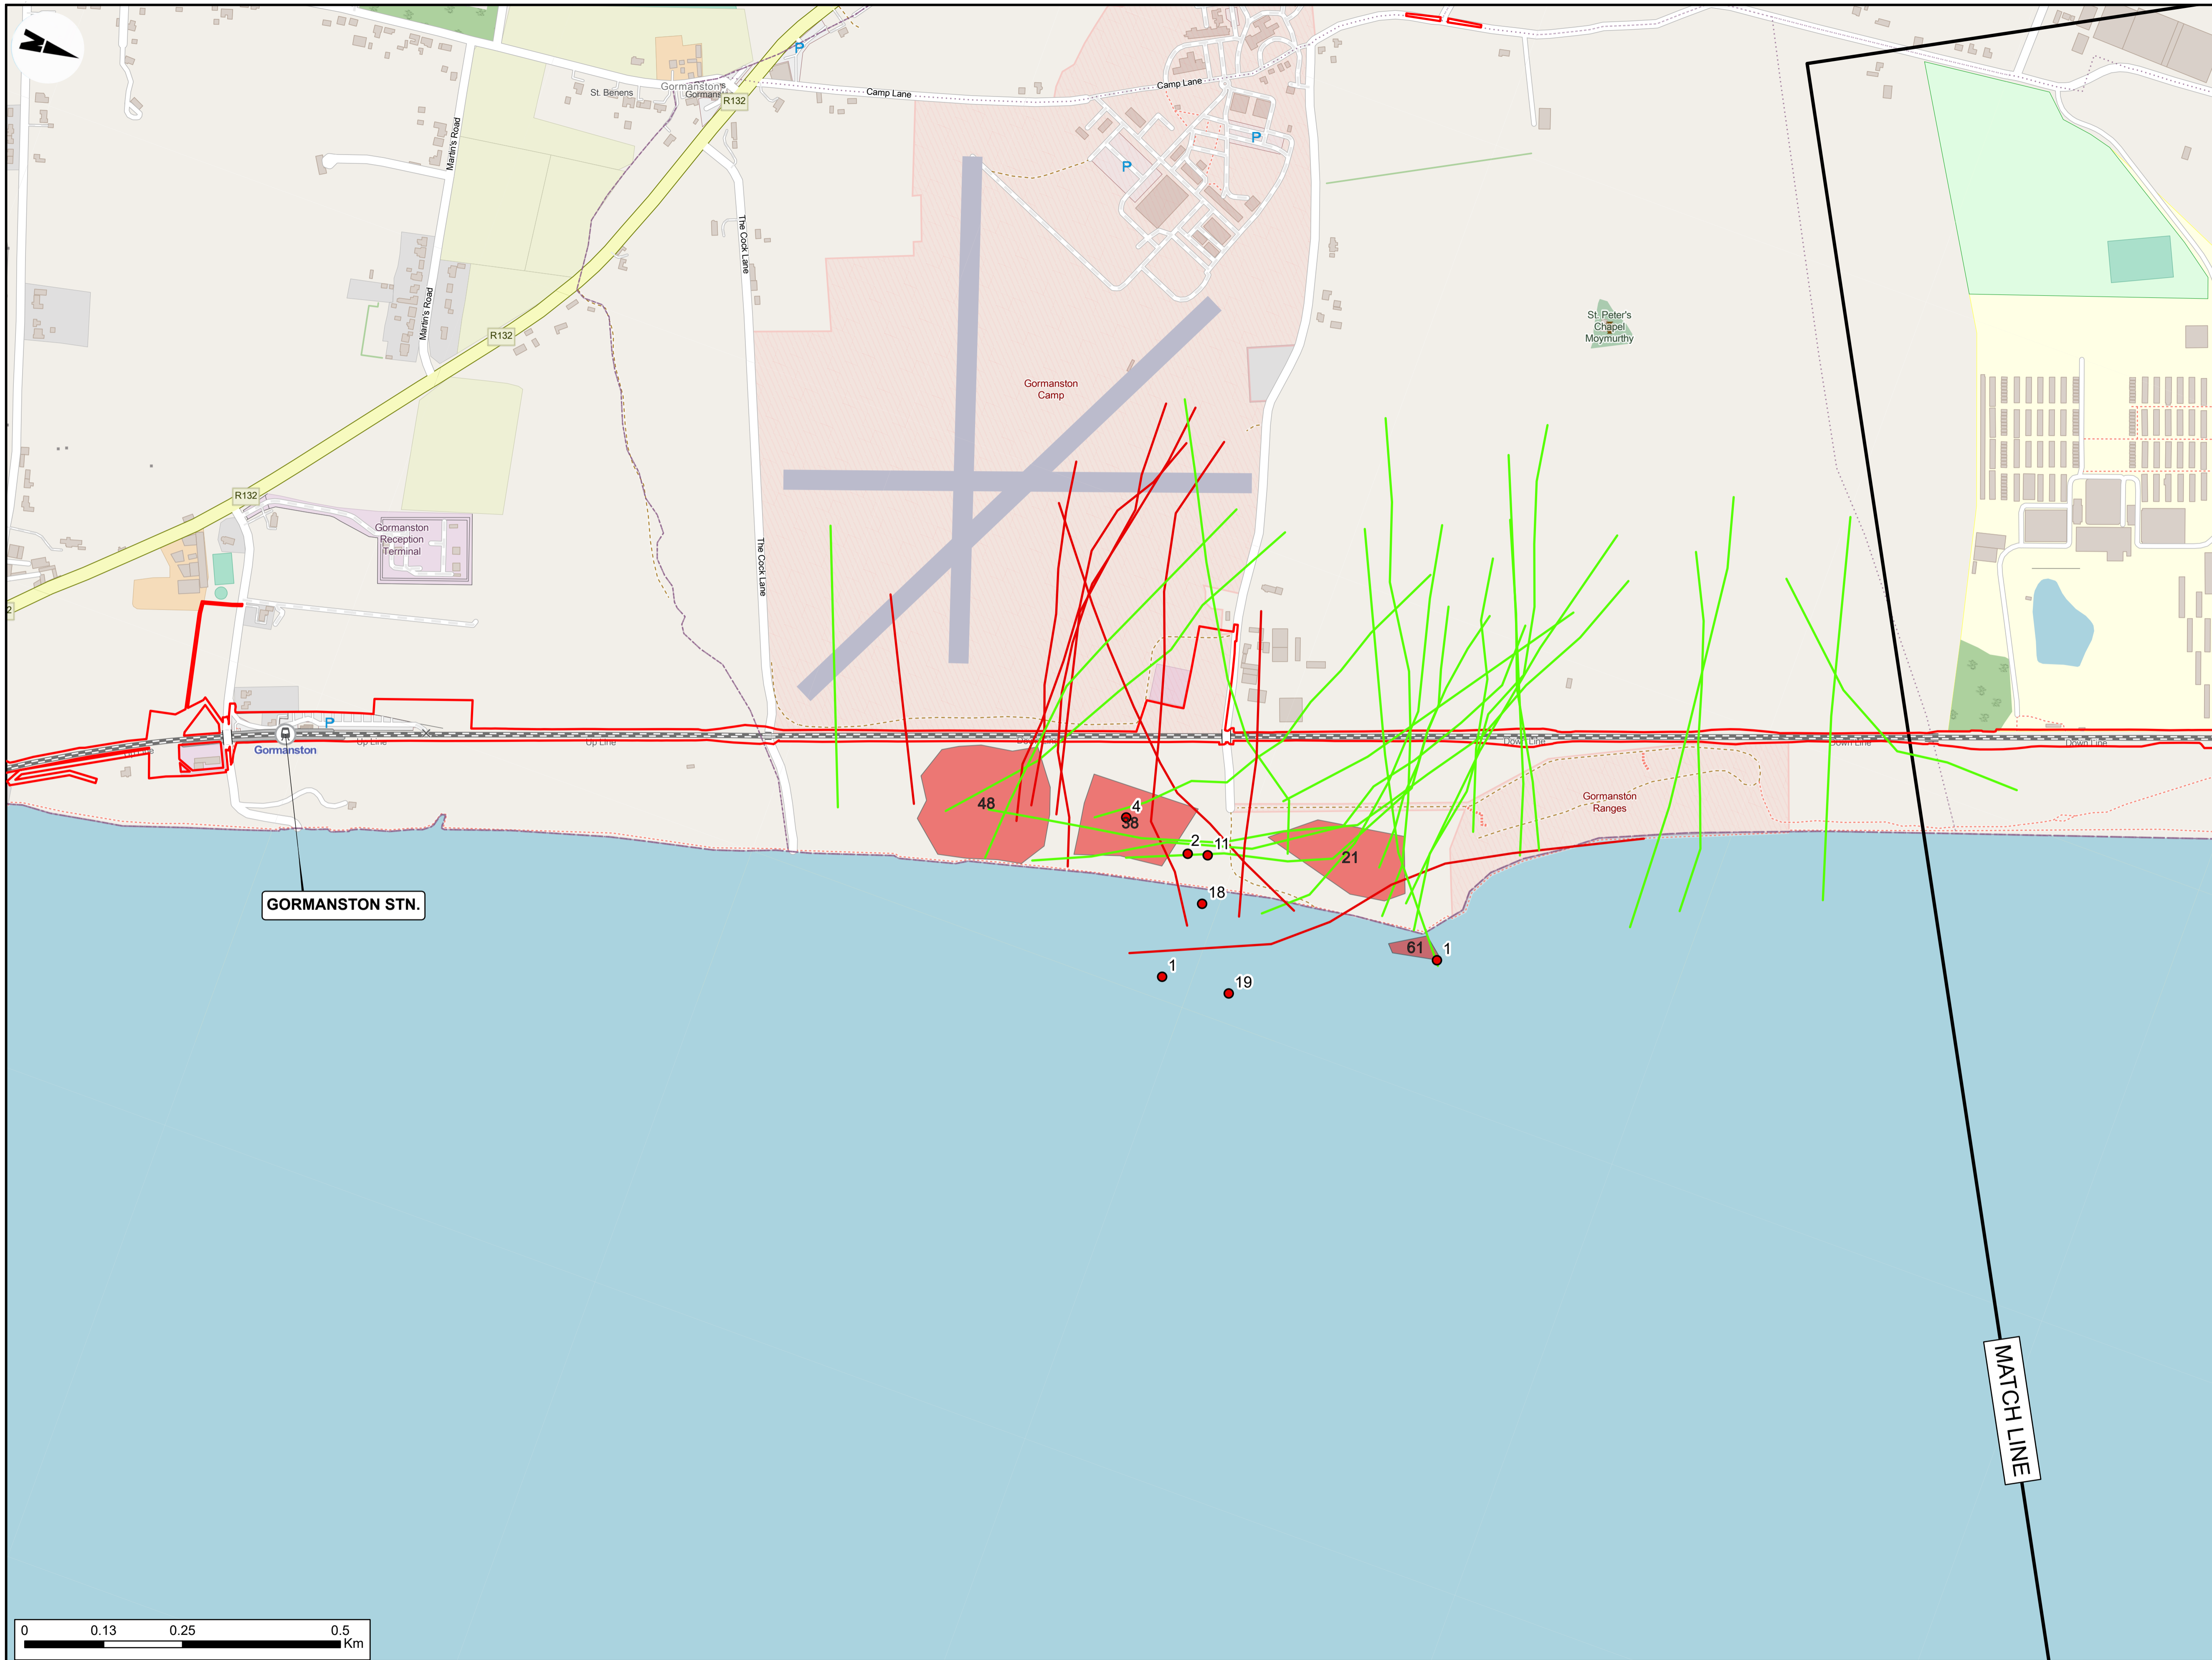 N
P
St. Benens
Gormanston
Gormans
R132
Camp Lane
Camp Lane
P
P
Martin's Road
Martin's Road
The Cock Lane
The Cock Lane
R132
St. Peter's
Chapel
Moymurthy
Gormanston
Camp
R132
Gormanston
Reception
Terminal
2
P
Gormanston
Up Line
Up Line
Down Line
Down Line
Down Line
48
4
38
2
11
21
Gormanston
Ranges
18
GORMANSTON STN.
61
1
1
19
MATCH LINE
0 0.13 0.25 0.5
Km